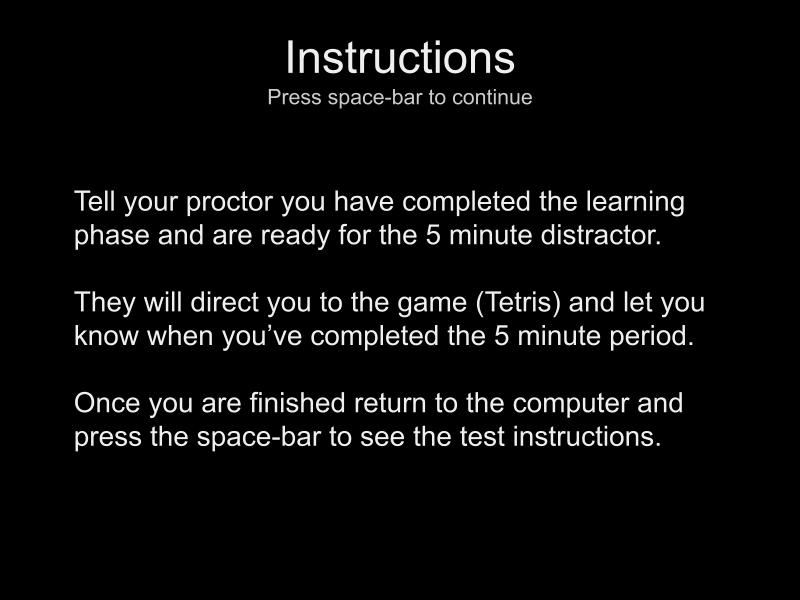 Instructions
Press space-bar to continue
Tell your proctor you have completed the learning
phase and are ready for the 5 minute distractor.
They will direct you to the game (Tetris) and let you
know when you’ve completed the 5 minute period.
Once you are finished return to the computer and
press the space-bar to see the test instructions.